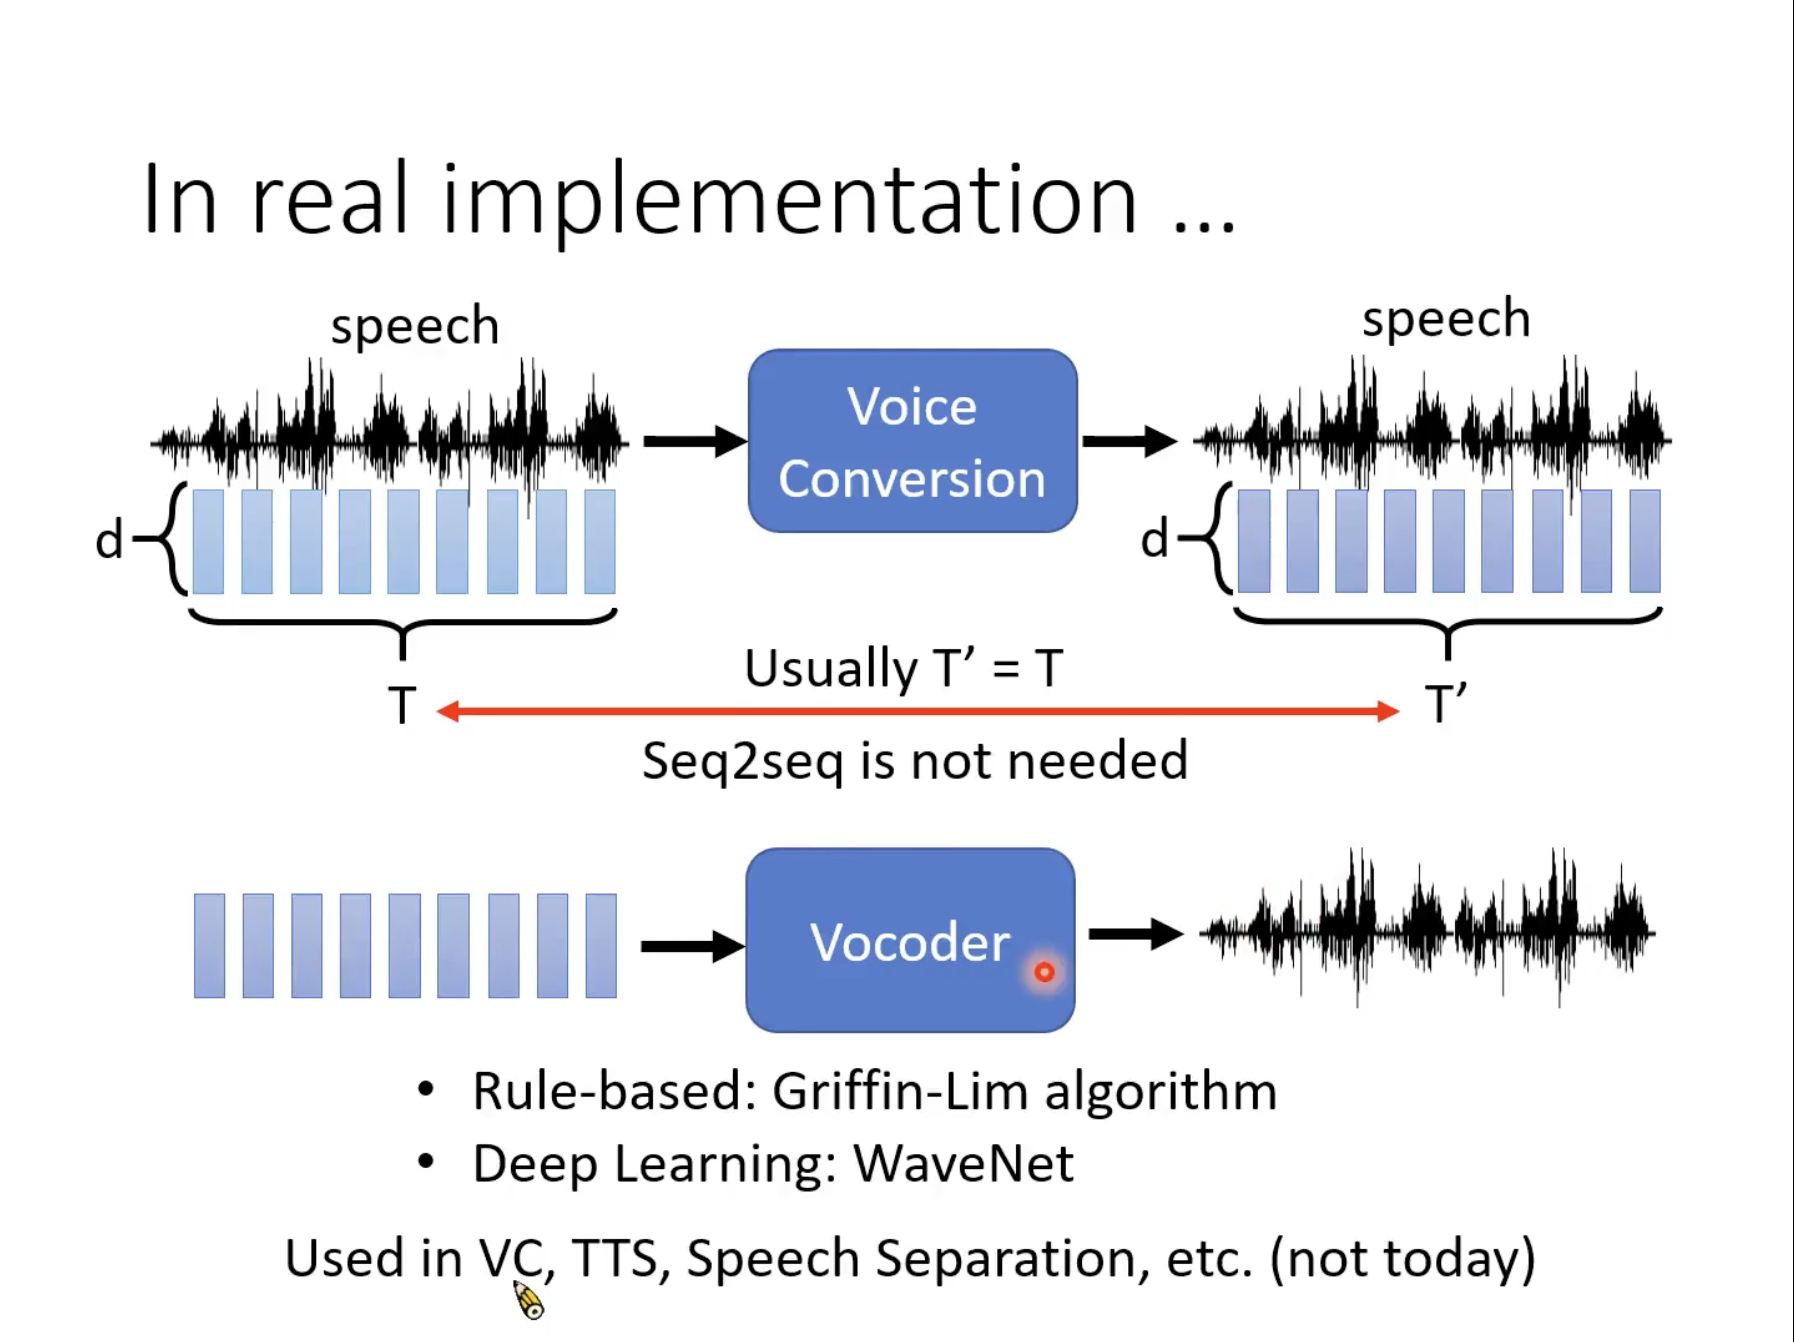 In real implementation ...
speech
speech
Voice
Conversion
d
d
T
Usually T’ = T
T’
Seq2seq is not needed
Vocoder
• Rule-based: Griffin-Lim algorithm
• Deep Learning: WaveNet
Used in VC, TTS, Speech Separation, etc. (not today)